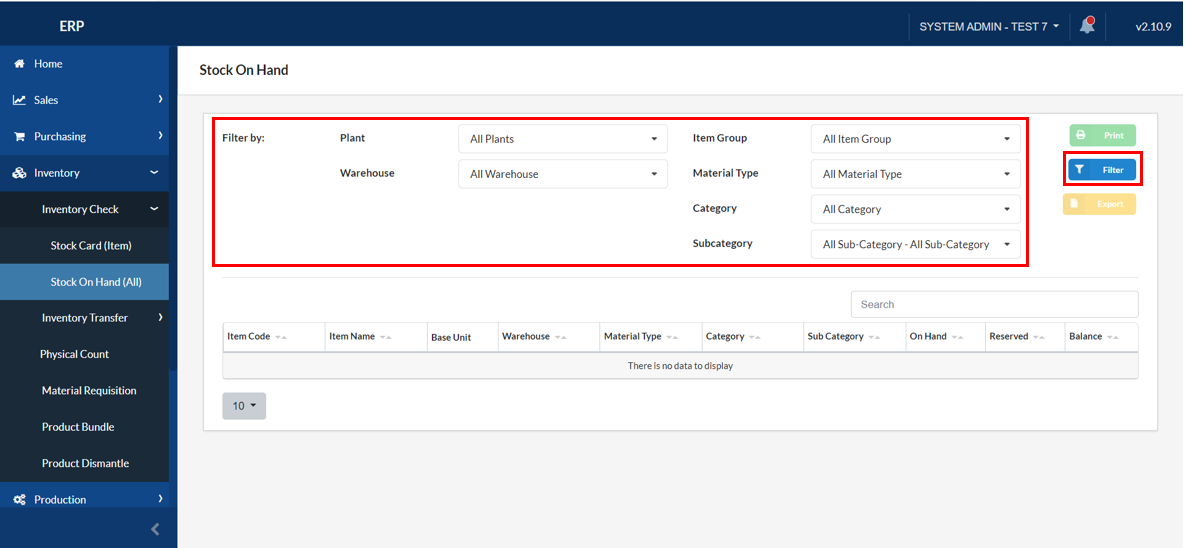 ERP
SYSTEM ADMIN - TEST 7
v2.10.9
Home
Sales
Purchasing
Inventory
Inventory Check
Stock Card (Item)
Stock On Hand (All)
Inventory Transfer
Physical Count
Material Requisition
Product Bundle
Product Dismantle
Production
Stock On Hand
Filter by:
Plant
All Plants
Warehouse
All Warehouse
Item Group
All Item Group
Material Type
All Material Type
Category
All Category
Subcategory
All Sub-Category - All Sub-Category
Print
Filter
Export
Search
Item Code Item Name Base Unit Warehouse Material Type Category Sub Category On Hand Reserved Balance
There is no data to display
10